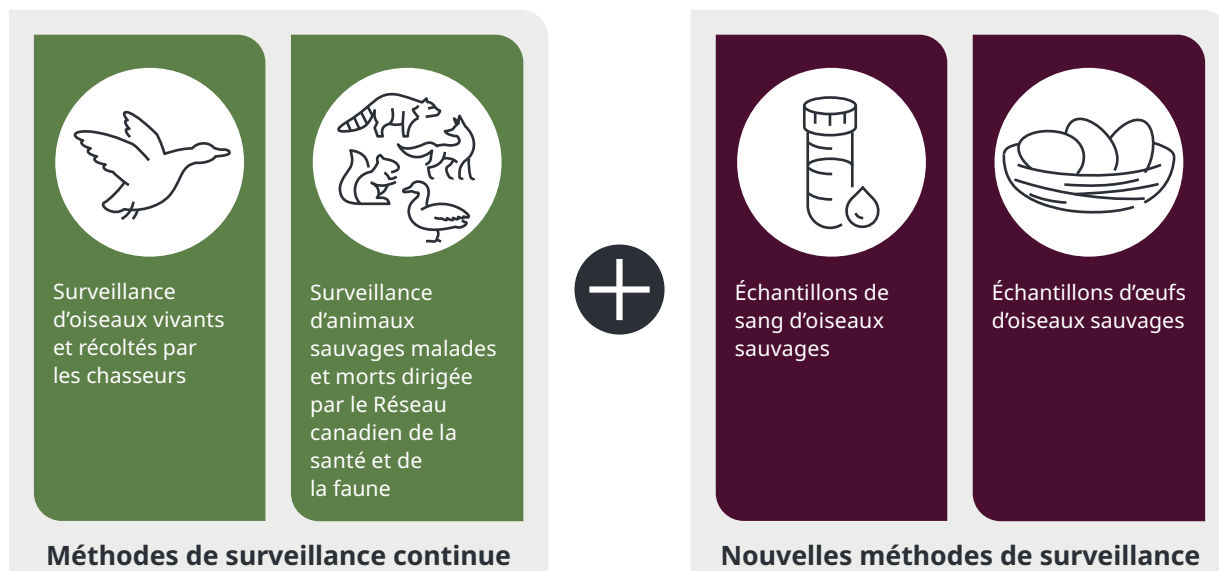 Surveillance
d’oiseaux vivants
et récoltés par
les chasseurs
Surveillance
d’animaux
sauvages malades
et morts dirigée
par le Réseau
canadien de la
santé et de
la faune
Méthodes de surveillance continue
Échantillons de
sang d’oiseaux
sauvages
Échantillons d’œufs
d’oiseaux sauvages
Nouvelles méthodes de surveillance